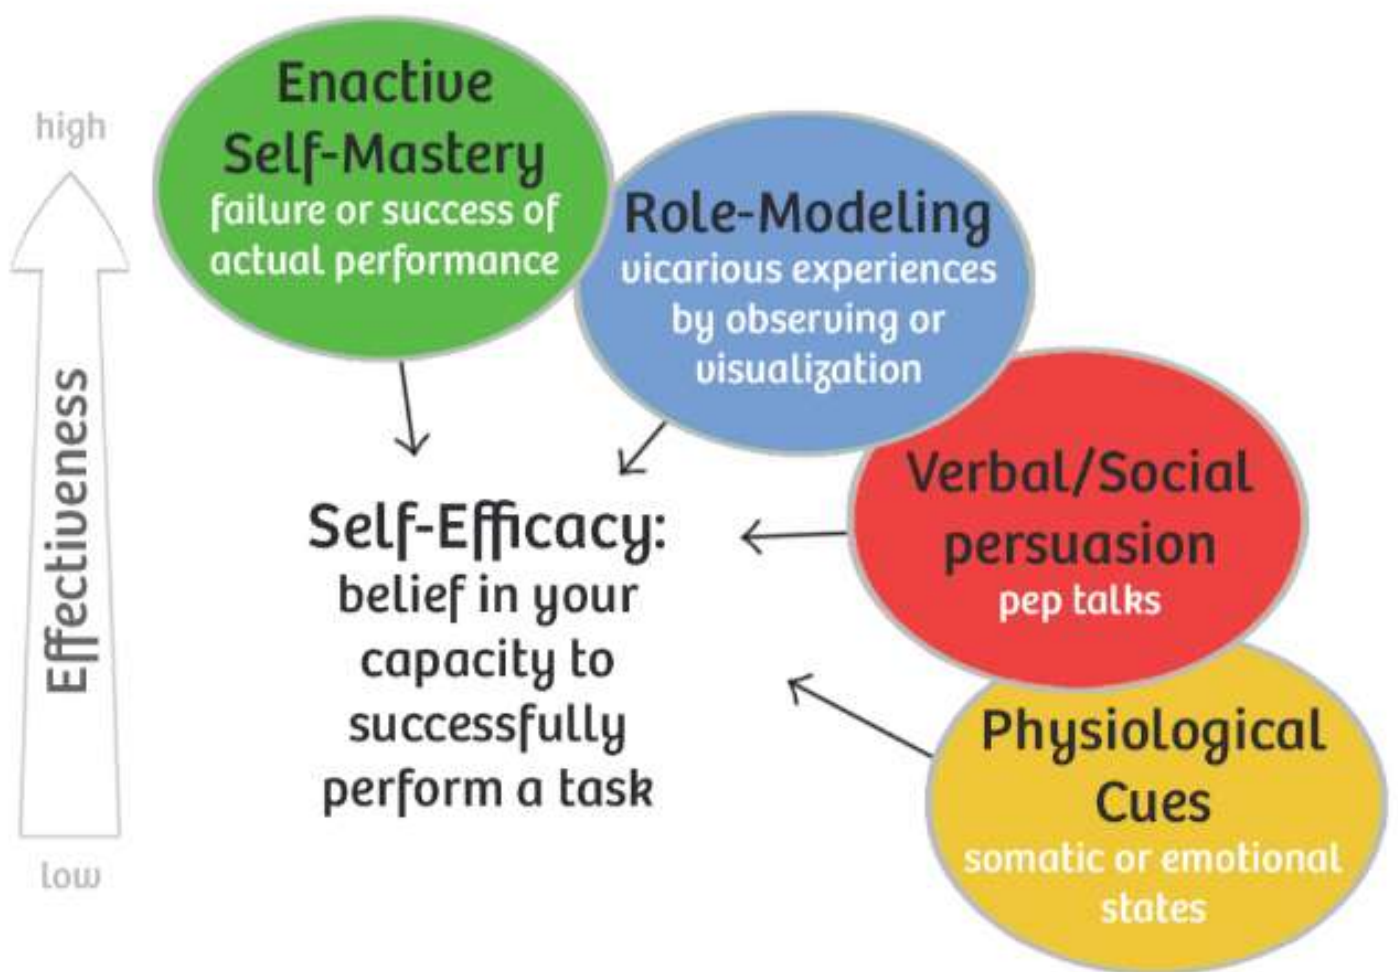 high
Effectiveness
low
Enactive
Self-Mastery
failure or success of
actual performance
Role-Modeling
vicarious experiences
by observing or
visualization
Verbal/Social
persuasion
pep talks
Physiological
Cues
somatic or emotional
states
Self-Efficacy:
belief in your
capacity to
successfully
perform a task